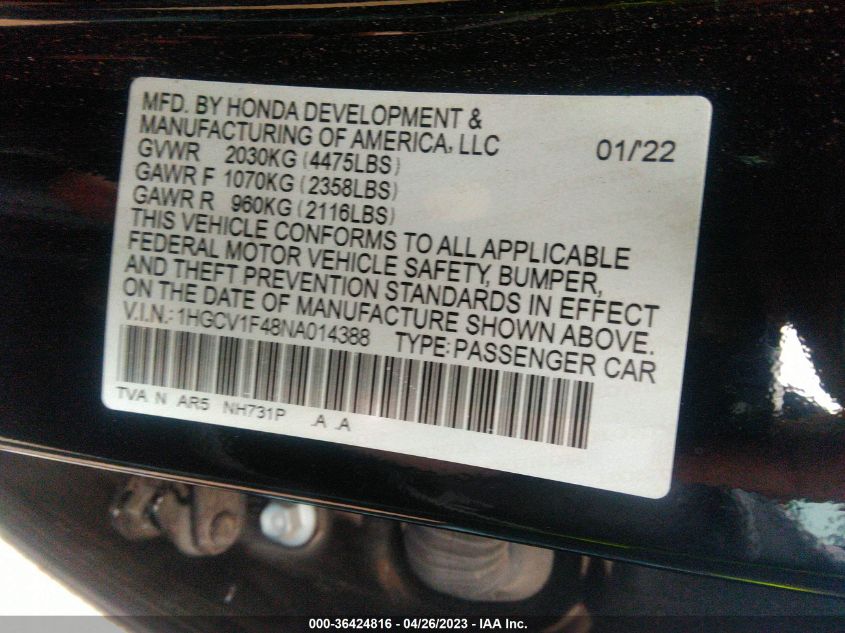 MFD. BY HONDA DEVELOPMENT &
MANUFACTURING OF AMERICA, LLC 01/'22
GVWR 2030KG (4475LBS)
GAWR F 1070KG (2358LBS)
GAWR R 960KG (2116LBS)
THIS VEHICLE CONFORMS TO ALL APPLICABLE
FEDERAL MOTOR VEHICLE SAFETY, BUMPER,
AND THEFT PREVENTION STANDARDS IN EFFECT
ON THE DATE OF MANUFACTURE SHOWN ABOVE.
V.I.N.: 1HGCV1F48NA014388 TYPE: PASSENGER CAR
TVA N AR5 NH731P .A .A
000-36424816 - 04/26/2023 - IAA Inc.